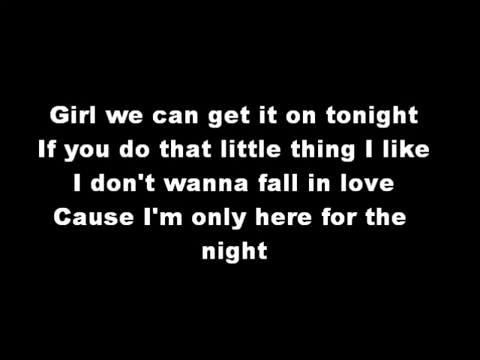 Girl we can get it on tonight
If you do that little thing I like
I don't wanna fall in love
Cause I'm only here for the
night